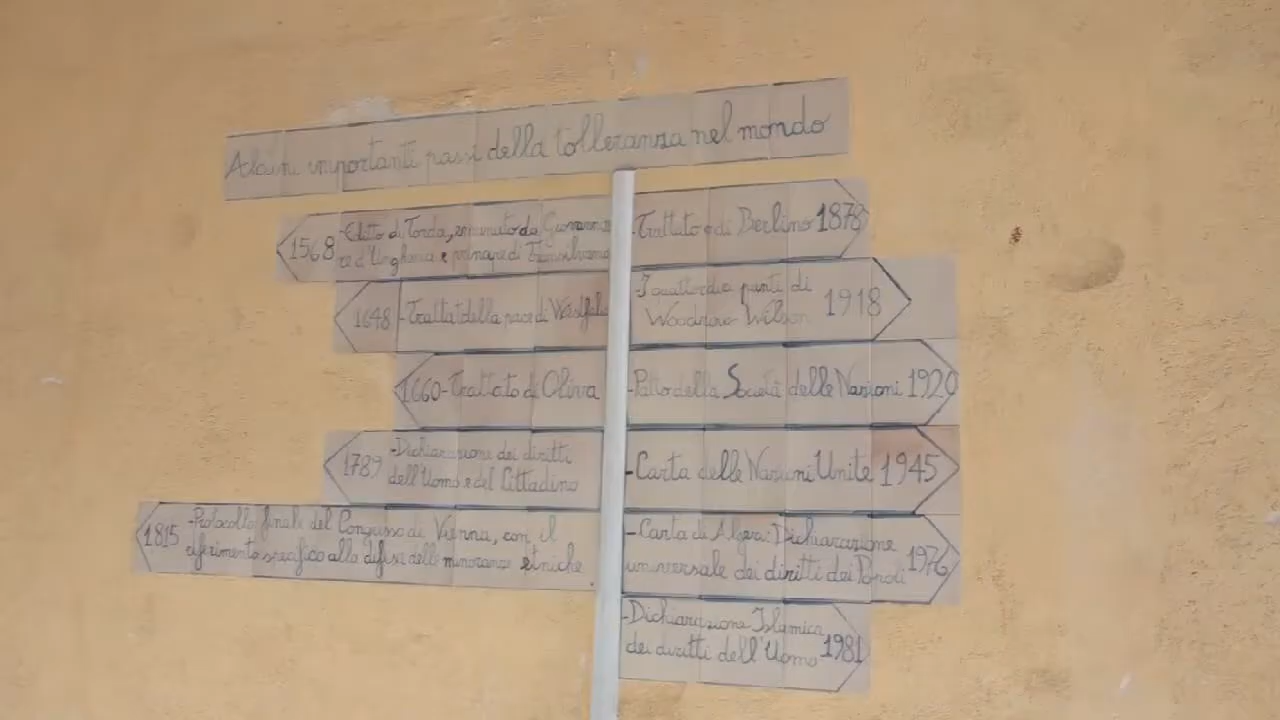 Alcuni importanti passi della tolleranza nel mondo
1568 -Editto di Torda, emanato da Giovanni
re d'Ungheria e principe di Transilvania
1648 -Trattato della pace di Westfalia
1660-Trattato di Oliva
1789 -Dichiarazione dei diritti
dell'Uomo e del Cittadino
1815 -Protocollo finale del Congresso di Vienna, con il
riferimento specifico alla difesa delle minoranze etniche
-Trattato di Berlino 1878
-I quattordici punti di
Woodrow Wilson 1918
-Patto della Società delle Nazioni 1920
-Carta delle Nazioni Unite 1945
-Carta di Algeri: Dichiarazione
universale dei diritti dei Popoli 1976
-Dichiarazione Islamica
dei diritti dell'Uomo 1981